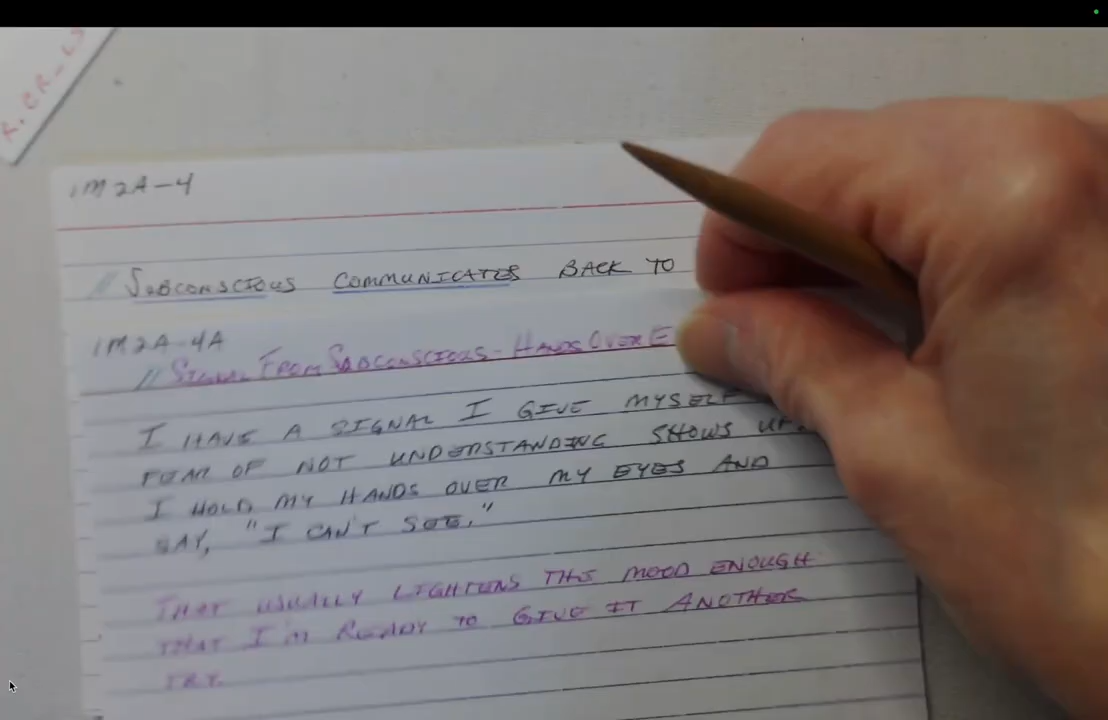 R. CR-
1M2A-4
// SUBCONSCIOUS COMMUNICATES BACK TO
1M2A-4A
// SIGNAL FROM SUBCONSCIOUS - HANDS OVER E
I HAVE A SIGNAL I GIVE MYSELF
FEAR OF NOT UNDERSTANDING SHOWS UP.
I HOLD MY HANDS OVER MY EYES AND
SAY, "I CAN'T SEE."
THAT USUALLY LIGHTENS THE MOOD ENOUGH
THAT I'M READY TO GIVE IT ANOTHER
TRY.